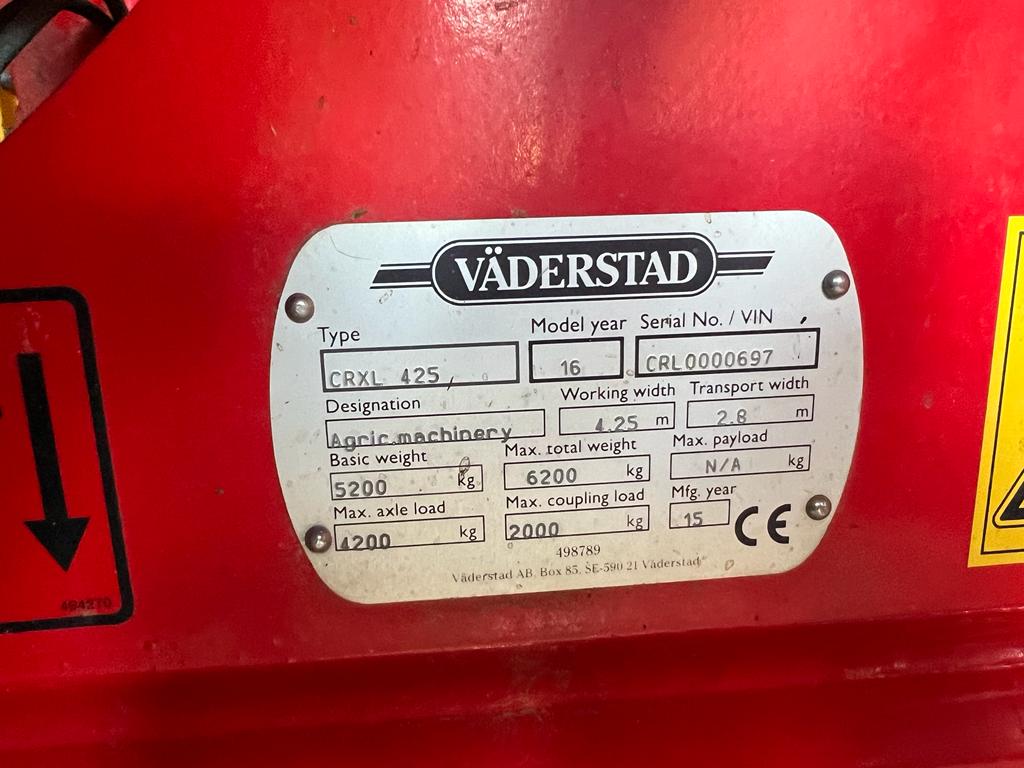 VÄDERSTAD
Type Model year Serial No. / VIN
CRXL 425 16 CRL0000697
Designation Working width Transport width
Agric.machinery 4.25 m 2.8 m
Basic weight Max. total weight Max. payload
5200 kg 6200 kg N/A kg
Max. axle load Max. coupling load Mfg. year
4200 kg 2000 kg 15 CE
498789
Väderstad AB, Box 85, SE-590 21 Väderstad
494270